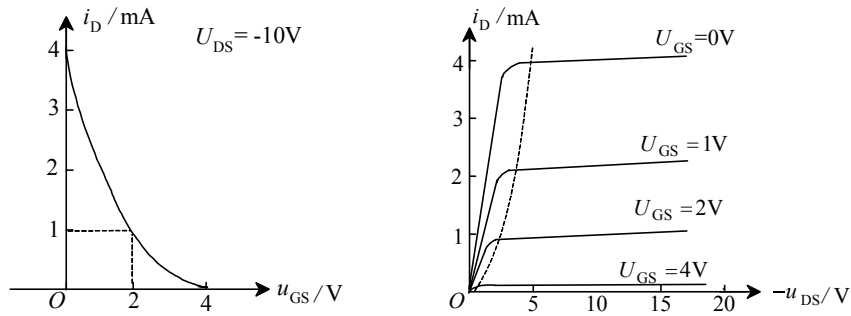 i_D / mA
U_DS = -10V
4
3
2
1
O
2
4
u_GS / V
i_D / mA
U_GS = 0V
4
3
U_GS = 1V
2
U_GS = 2V
1
U_GS = 4V
O
5
10
15
20
−u_DS / V